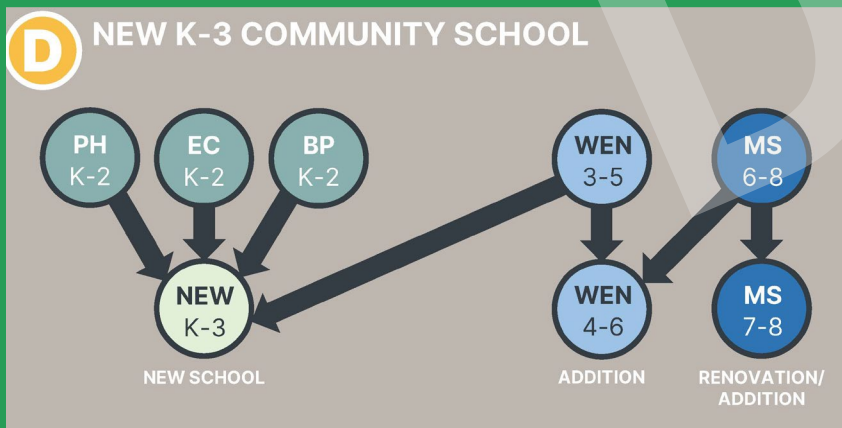 D
NEW K-3 COMMUNITY SCHOOL
PH
K-2
EC
K-2
BP
K-2
WEN
3-5
MS
6-8
NEW
K-3
WEN
4-6
MS
7-8
NEW SCHOOL
ADDITION
RENOVATION/
ADDITION